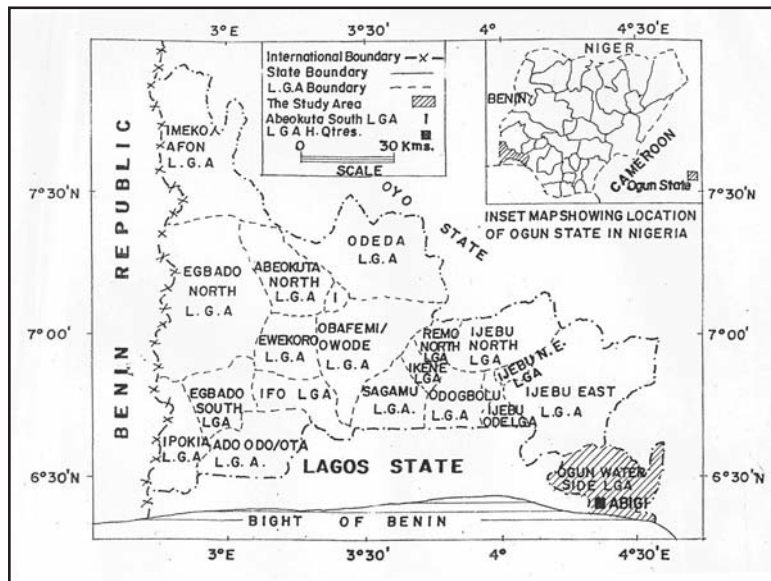 3°E
3°30'E
4°
4°30'E
International Boundary
State Boundary
L.G.A Boundary
The Study Area
Abeokuta South LGA I
LGA H.Qtres.
0 30 Kms.
SCALE
NIGER
BENIN
CAMEROON
Ogun State
INSET MAP SHOWING LOCATION
OF OGUN STATE IN NIGERIA
7°30'N
7°00'N
6°30'N
7°30'N
7°00'N
6°30'N
BENIN REPUBLIC
OYO STATE
IMEKO/
AFON
L.G.A
ODEDA
L.G.A
EGBADO
NORTH
L.G.A
ABEOKUTA
NORTH
L.G.A
I
EWEKORO
L.G.A
OBAFEMI/
OWODE
L.G.A
REMO
NORTH
LGA
IJEBU
NORTH
LGA
IKENE
LGA
IJEBU N.E.
LGA
IJEBU EAST
L.G.A
EGBADO
SOUTH
LGA
IFO LGA
SAGAMU
L.G.A.
ODOGBOLU
L.G.A
IJEBU
ODE LGA
IPOKIA
L.G.A
ADO ODO/OTA
L.G.A.
LAGOS STATE
OGUN WATER
SIDE LGA
ABIGI
BIGHT OF BENIN
3°E
3°30'E
4°
4°30'E